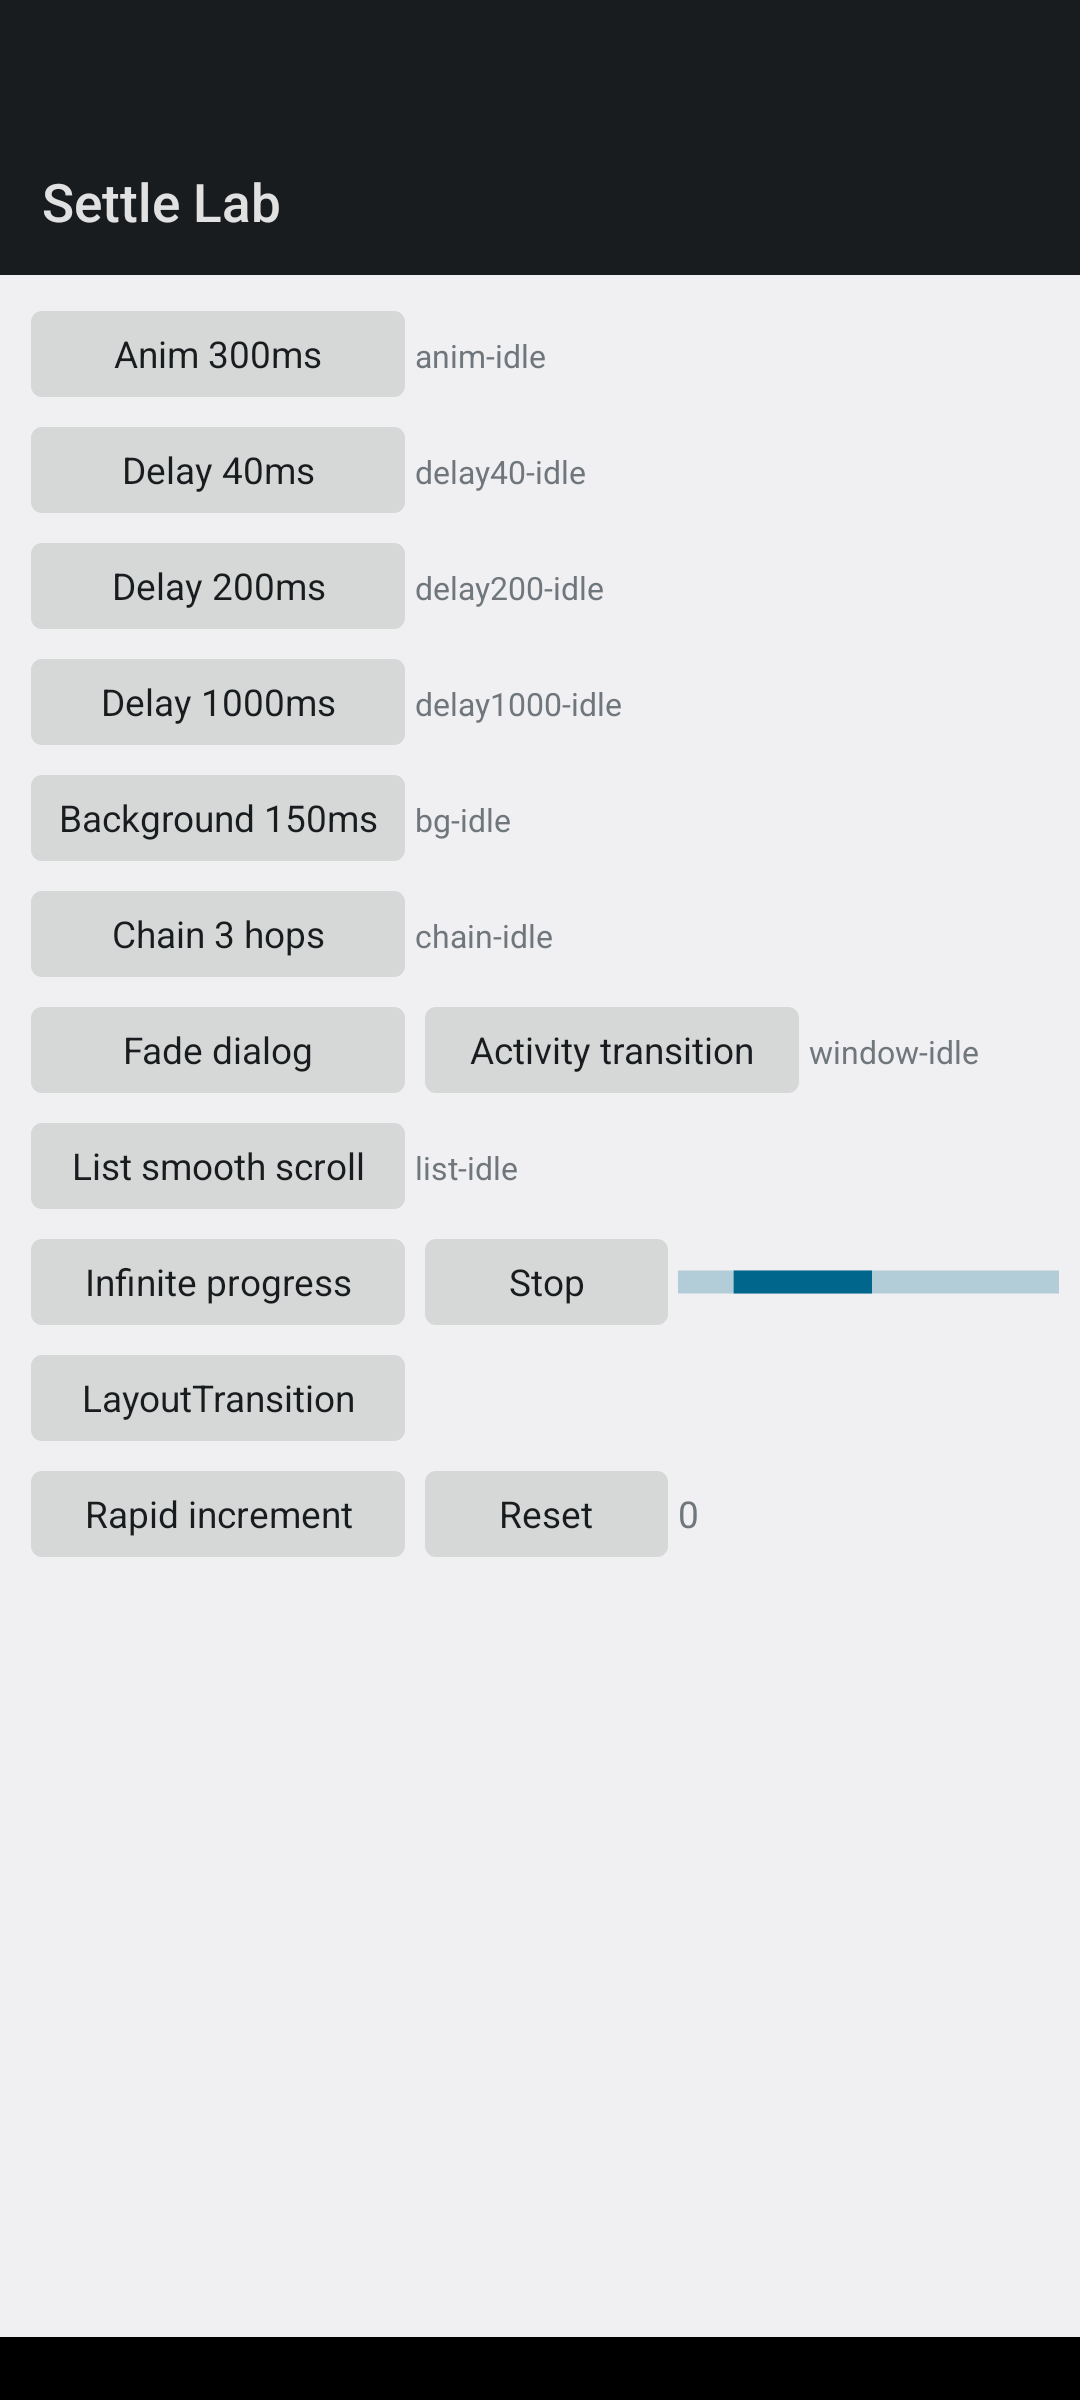 Settle Lab
Anim 300ms anim-idle
Delay 40ms delay40-idle
Delay 200ms delay200-idle
Delay 1000ms delay1000-idle
Background 150ms bg-idle
Chain 3 hops chain-idle
Fade dialog Activity transition window-idle
List smooth scroll list-idle
Infinite progress Stop
LayoutTransition
Rapid increment Reset 0